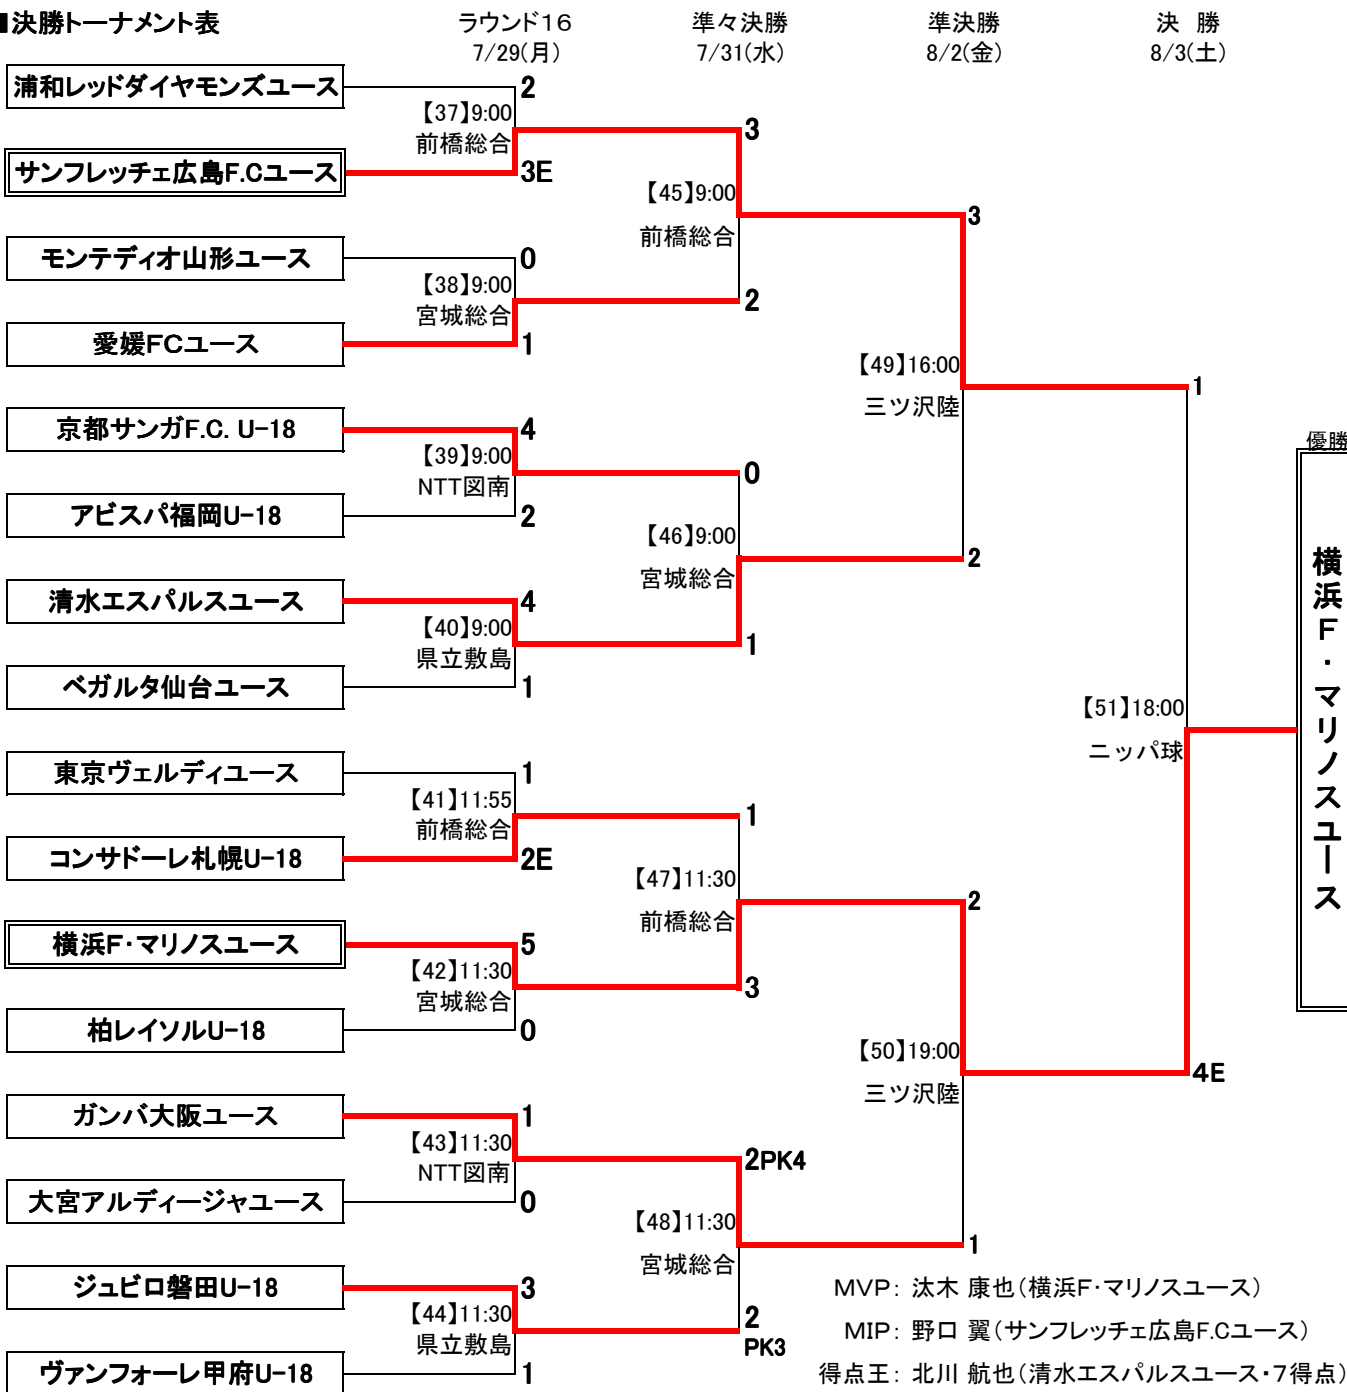 ■決勝トーナメント表
ラウンド16
7/29(月)
準々決勝
7/31(水)
準決勝
8/2(金)
決 勝
8/3(土)
浦和レッドダイヤモンズユース
2
【37】9:00
前橋総合
サンフレッチェ広島F.Cユース
3E
3
【45】9:00
前橋総合
モンテディオ山形ユース
0
【38】9:00
宮城総合
愛媛FCユース
1
2
3
【49】16:00
三ツ沢陸
京都サンガF.C. U-18
4
【39】9:00
NTT図南
アビスパ福岡U-18
2
0
【46】9:00
宮城総合
清水エスパルスユース
4
【40】9:00
県立敷島
ベガルタ仙台ユース
1
1
2
1
【51】18:00
ニッパ球
東京ヴェルディユース
1
【41】11:55
前橋総合
コンサドーレ札幌U-18
2E
1
【47】11:30
前橋総合
横浜F・マリノスユース
5
【42】11:30
宮城総合
柏レイソルU-18
0
3
2
【50】19:00
三ツ沢陸
ガンバ大阪ユース
1
【43】11:30
NTT図南
大宮アルディージャユース
0
2PK4
【48】11:30
宮城総合
ジュビロ磐田U-18
3
【44】11:30
県立敷島
ヴァンフォーレ甲府U-18
1
2
PK3
1
4E
優勝
横浜F・マリノスユース
MVP: 汰木 康也(横浜F・マリノスユース)
MIP: 野口 翼(サンフレッチェ広島F.Cユース)
得点王: 北川 航也(清水エスパルスユース・7得点)